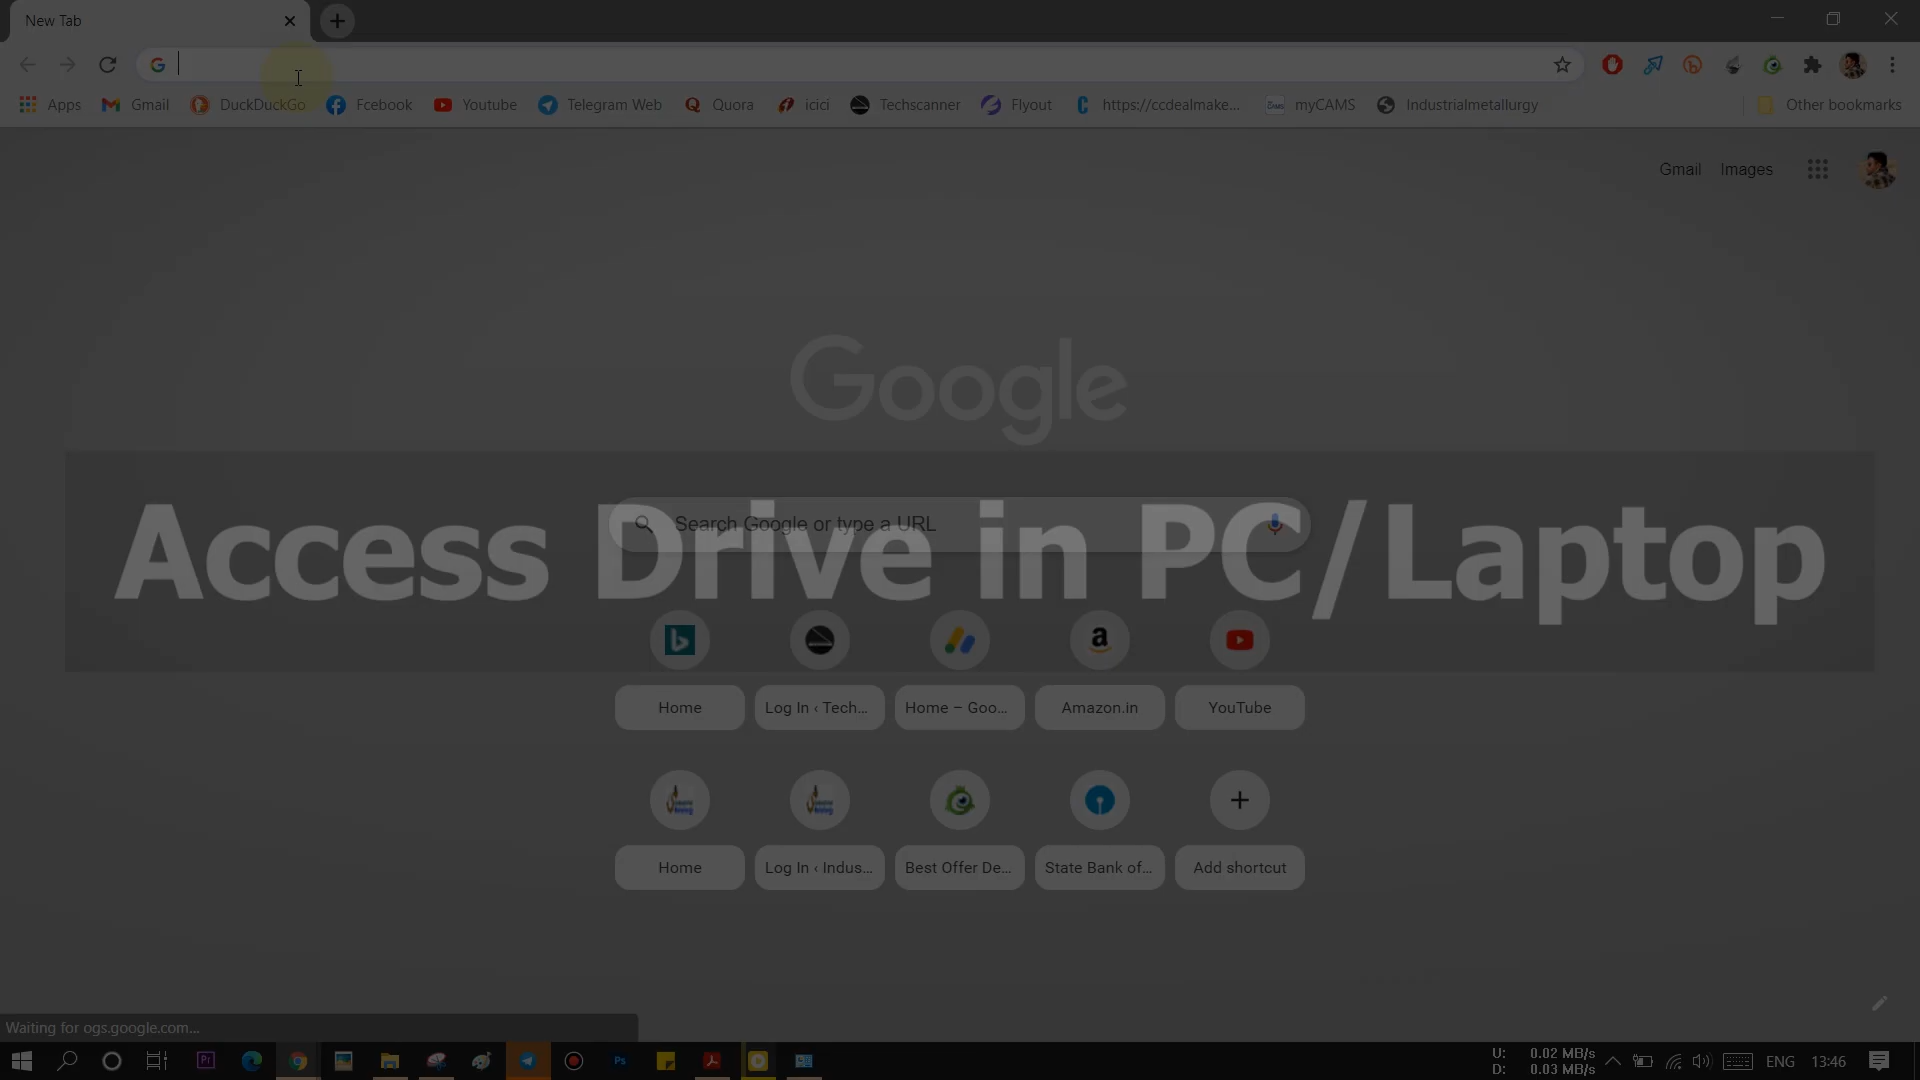 New Tab
Apps Gmail DuckDuckGo Fcebook Youtube Telegram Web Quora icici Techscanner Flyout https://ccdealmake... myCAMS Industrialmetallurgy Other bookmarks
Gmail Images
Google
Search Google or type a URL
Access Drive in PC/Laptop
Home Log In ‹ Tech... Home – Goo... Amazon.in YouTube
Home Log In ‹ Indus... Best Offer De... State Bank of... Add shortcut
Waiting for ogs.google.com...
U: 0.02 MB/s
D: 0.03 MB/s
ENG 13:46